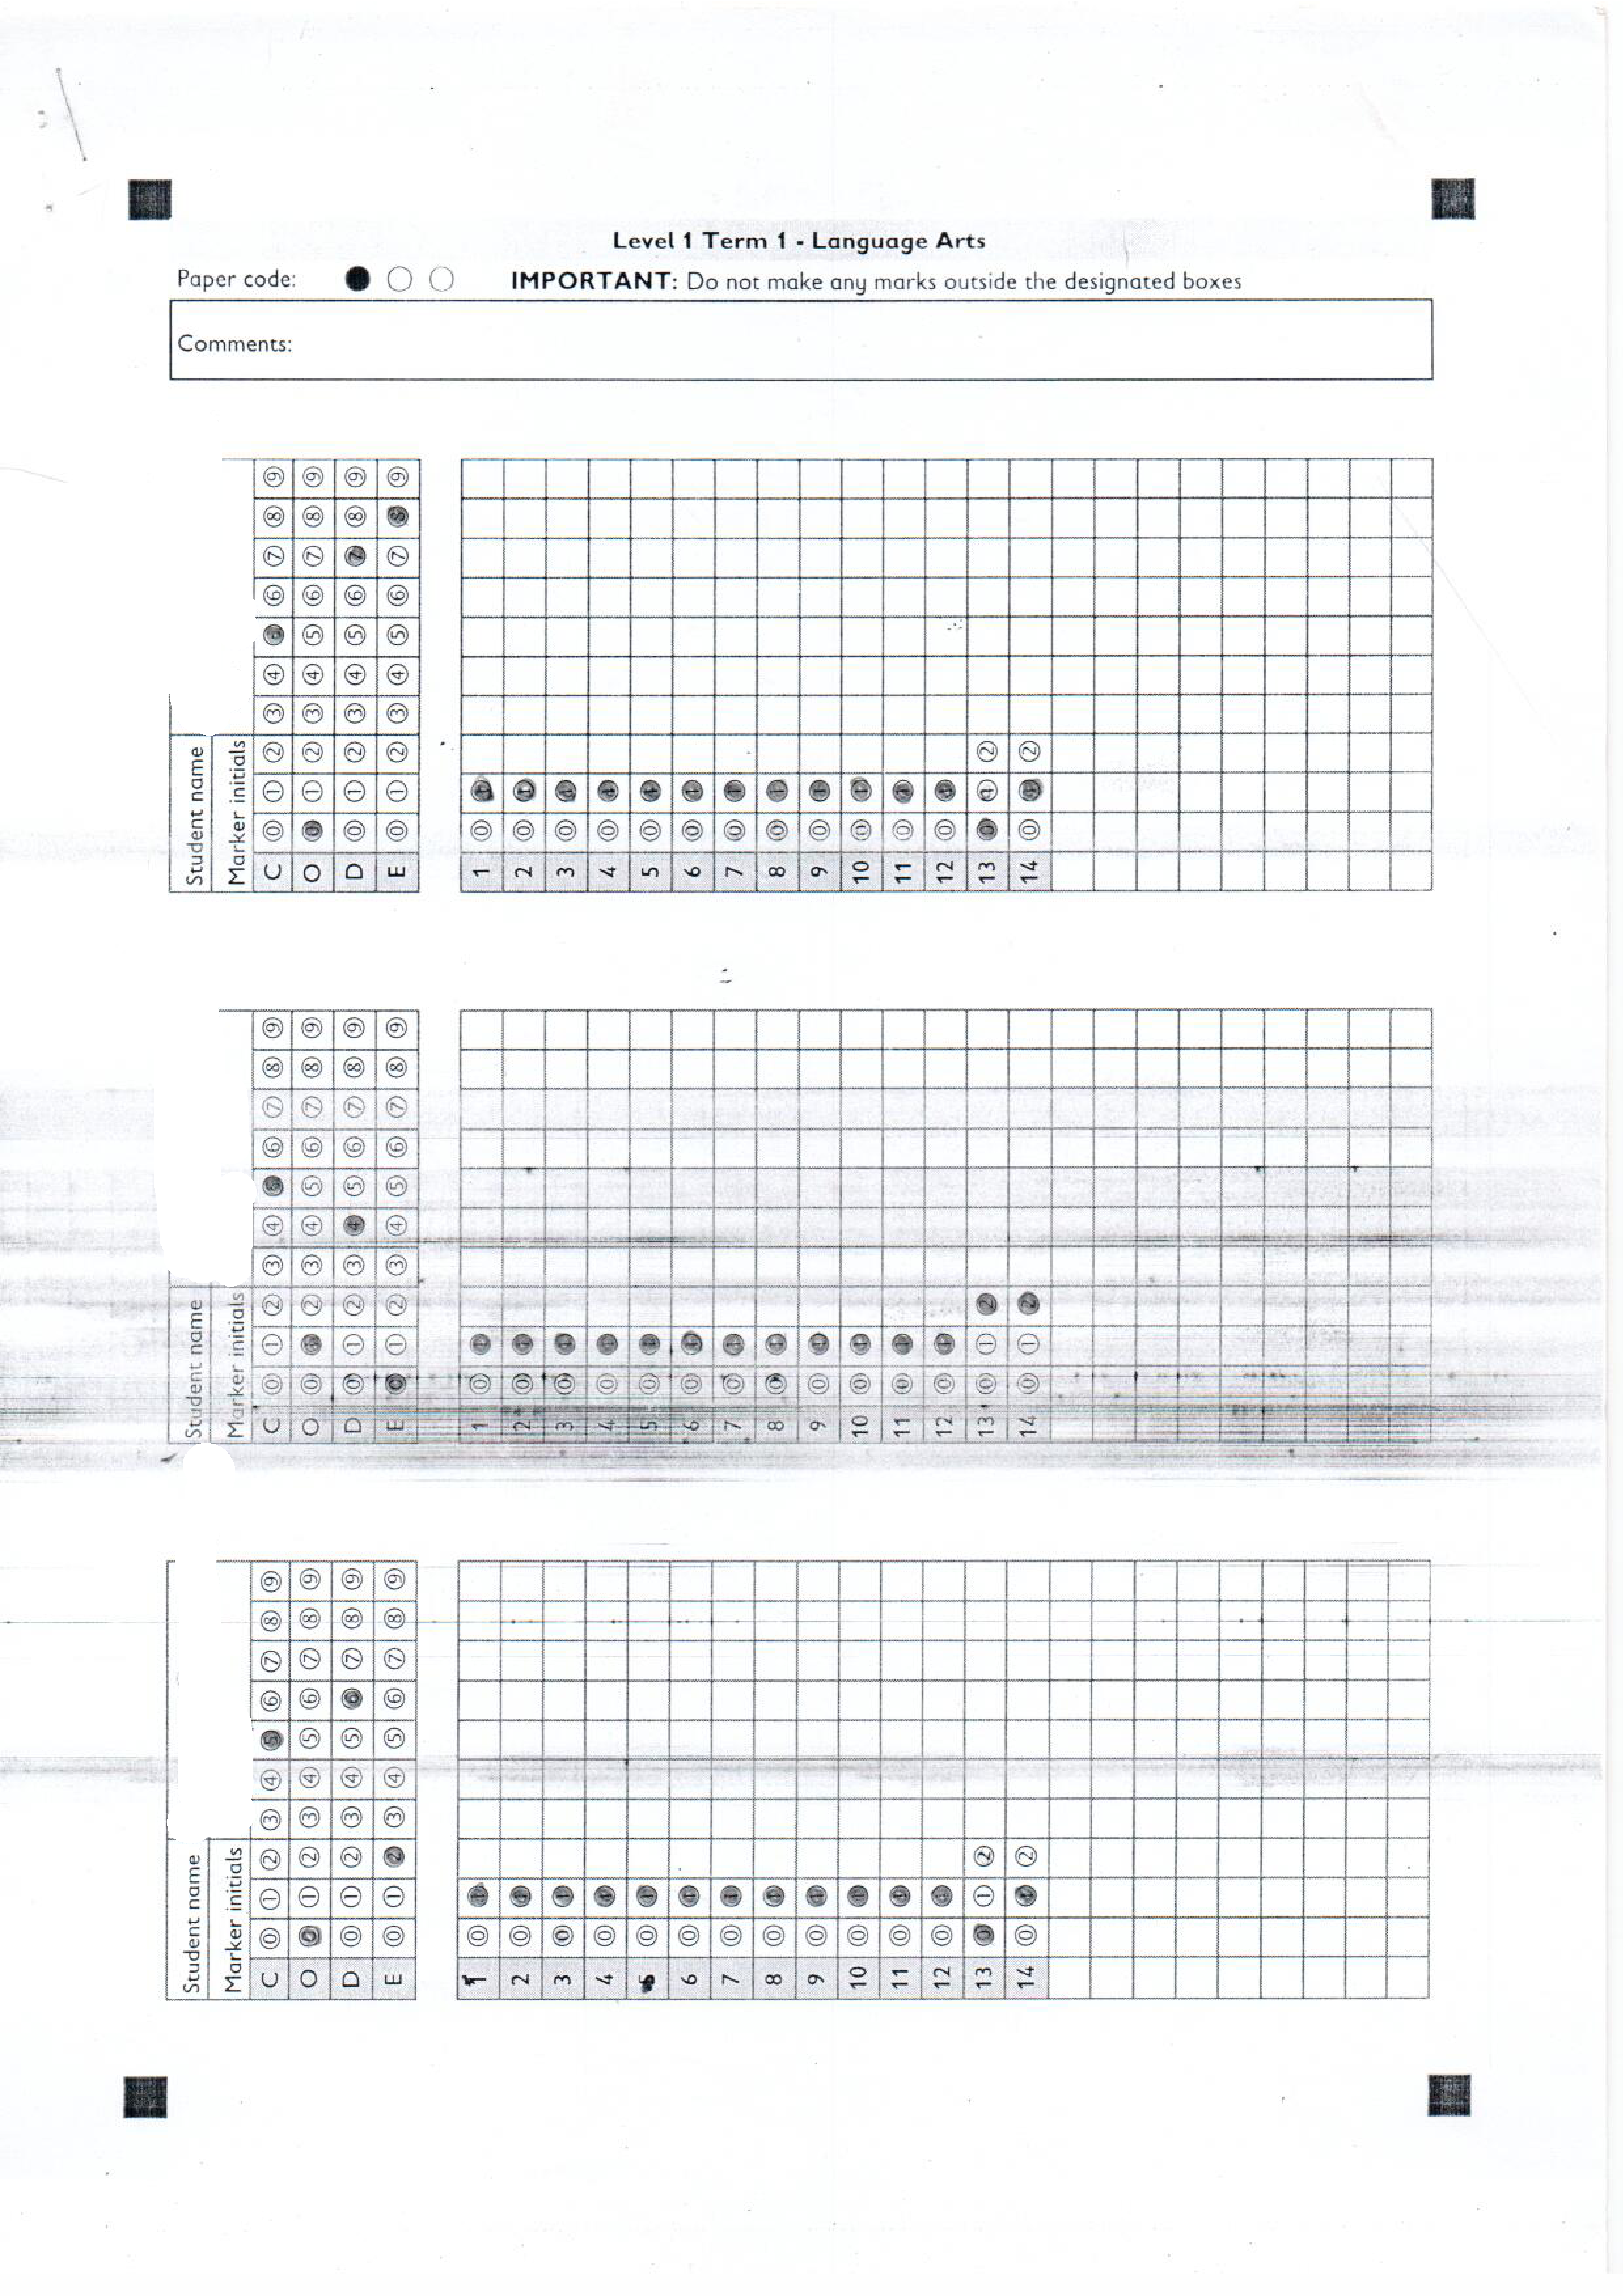 Level 1 Term 1 - Language Arts
Paper code:
IMPORTANT: Do not make any marks outside the designated boxes
Comments:
Student name
Marker initials
C 0 1 2 3 4 5 6 7 8 9
O 0 1 2 3 4 5 6 7 8 9
D 0 1 2 3 4 5 6 7 8 9
E 0 1 2 3 4 5 6 7 8 9
1 0 1
2 0 1
3 0 1
4 0 1
5 0 1
6 0 1
7 0 1
8 0 1
9 0 1
10 0 1
11 0 1
12 0 1
13 0 1 2
14 0 1 2
Student name
Marker initials
C 0 1 2 3 4 5 6 7 8 9
O 0 1 2 3 4 5 6 7 8 9
D 0 1 2 3 4 5 6 7 8 9
E 0 1 2 3 4 5 6 7 8 9
1 0 1
2 0 1
3 0 1
4 0 1
5 0 1
6 0 1
7 0 1
8 0 1
9 0 1
10 0 1
11 0 1
12 0 1
13 0 1 2
14 0 1 2
Student name
Marker initials
C 0 1 2 3 4 5 6 7 8 9
O 0 1 2 3 4 5 6 7 8 9
D 0 1 2 3 4 5 6 7 8 9
E 0 1 2 3 4 5 6 7 8 9
1 0 1
2 0 1
3 0 1
4 0 1
5 0 1
6 0 1
7 0 1
8 0 1
9 0 1
10 0 1
11 0 1
12 0 1
13 0 1 2
14 0 1 2